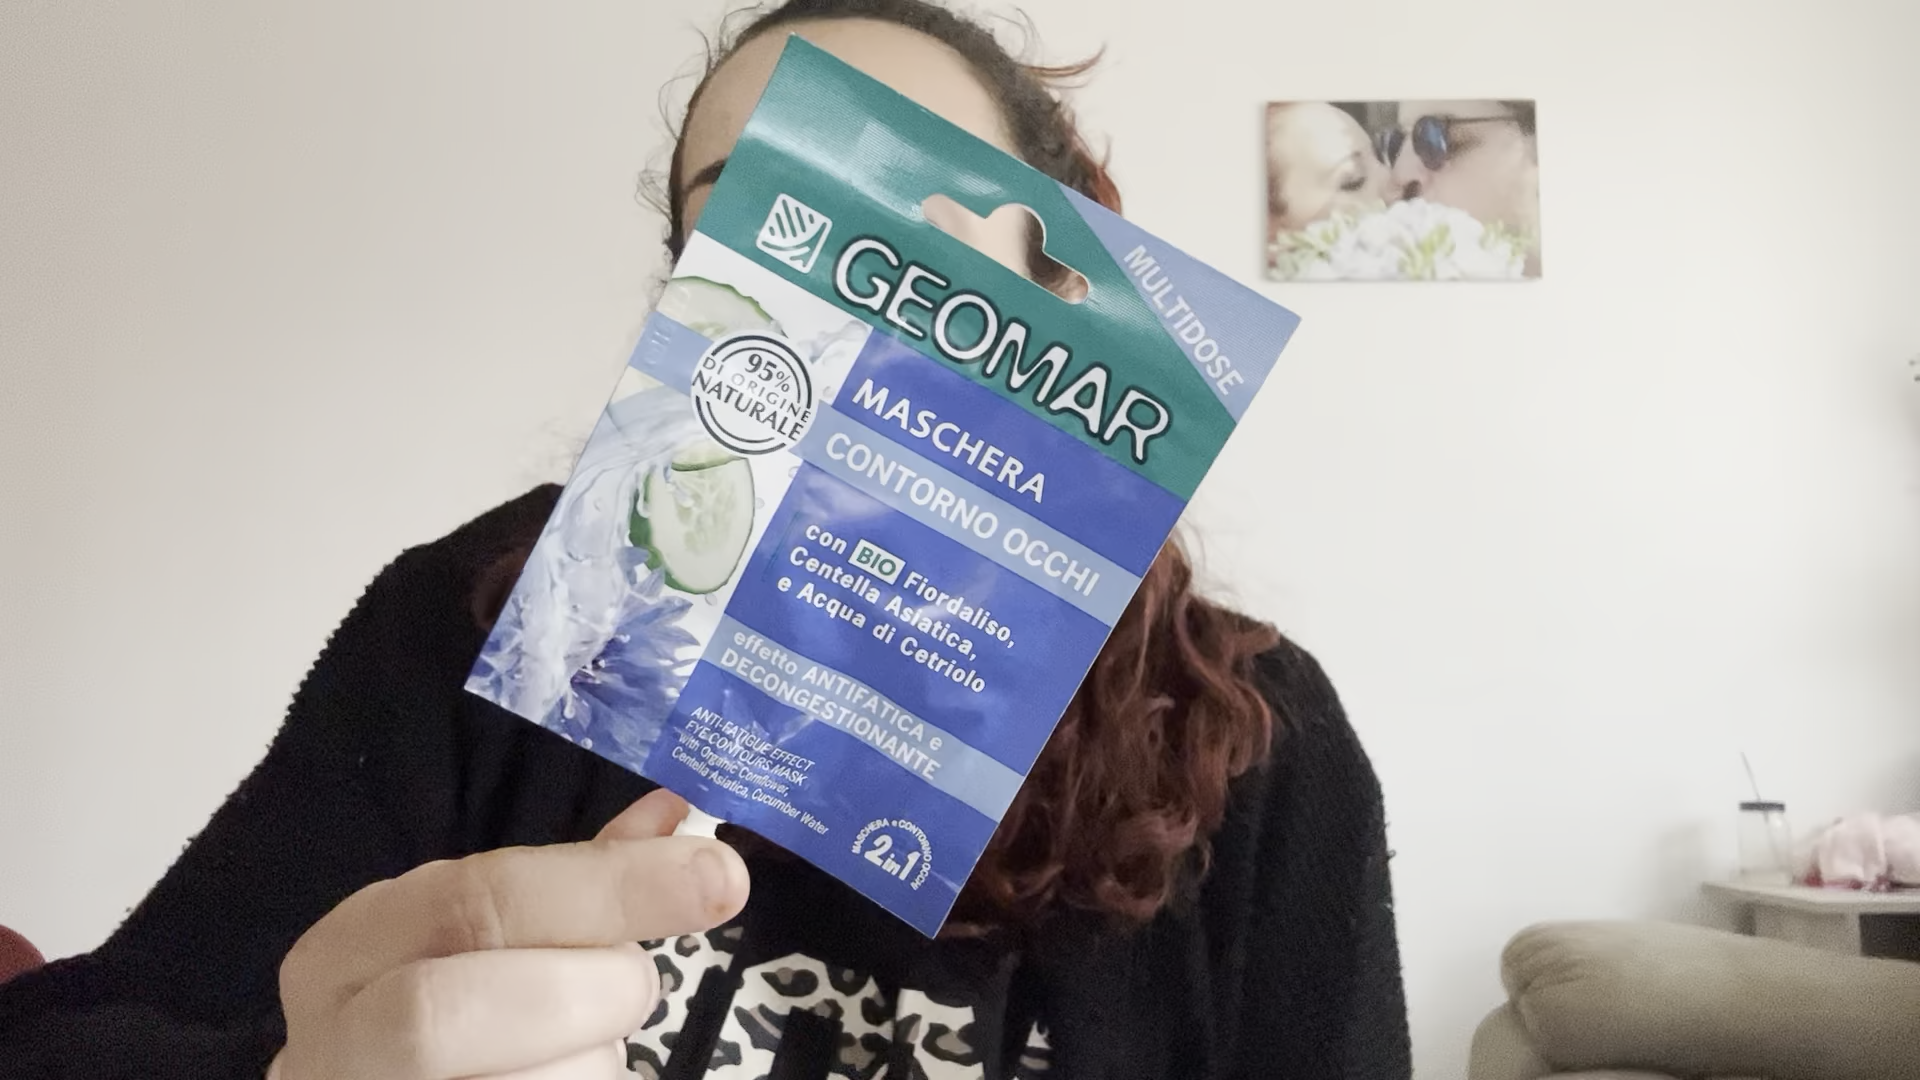 GEOMAR
MULTIDOSE
95%
DI ORIGINE
NATURALE
MASCHERA
CONTORNO OCCHI
con BIO Fiordaliso,
Centella Asiatica,
e Acqua di Cetriolo
effetto ANTIFATICA e
DECONGESTIONANTE
ANTI-FATIGUE EFFECT
EYE CONTOURS MASK
with Organic Cornflower,
Centella Asiatica, Cucumber Water
MASCHERA e CONTORNO OCCHI
2in1